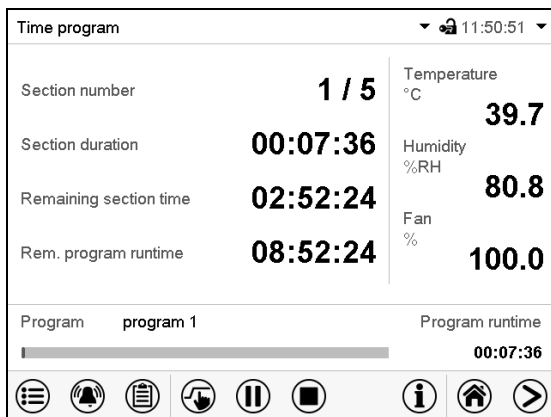 Time program 11:50:51
Section number 1 / 5
Section duration 00:07:36
Remaining section time 02:52:24
Rem. program runtime 08:52:24
Temperature
°C
39.7
Humidity
%RH
80.8
Fan
%
100.0
Program program 1 Program runtime
00:07:36